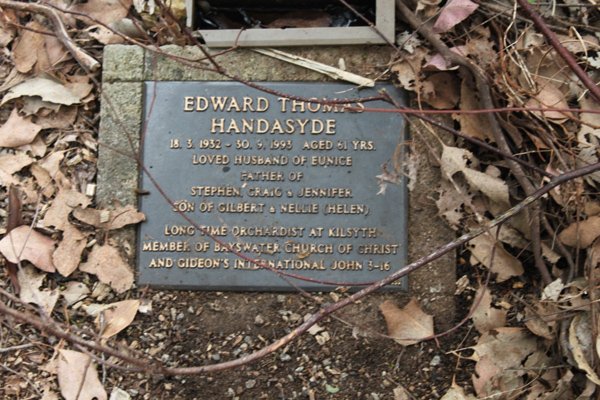 EDWARD THOMAS
HANDASYDE
18. 3. 1932 - 30. 9. 1993 AGED 61 YRS.
LOVED HUSBAND OF EUNICE
FATHER OF
STEPHEN, CRAIG & JENNIFER
SON OF GILBERT & NELLIE (HELEN)
LONG TIME ORCHARDIST AT KILSYTH
MEMBER OF BAYSWATER CHURCH OF CHRIST
AND GIDEON'S INTERNATIONAL JOHN 3-16